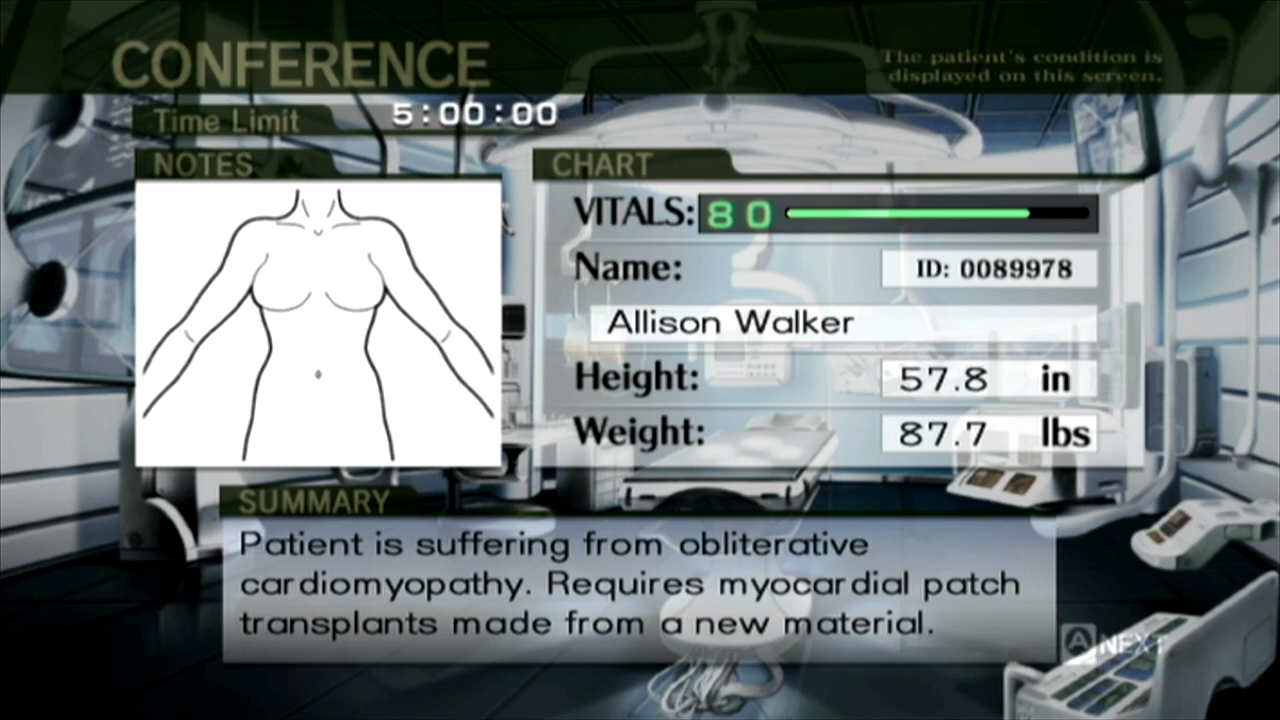 CONFERENCE
The patient's condition is
displayed on this screen.
Time Limit 5:00:00
NOTES
CHART
VITALS: 80
Name: ID: 0089978
Allison Walker
Height: 57.8 in
Weight: 87.7 lbs
SUMMARY
Patient is suffering from obliterative
cardiomyopathy. Requires myocardial patch
transplants made from a new material.
A NEXT